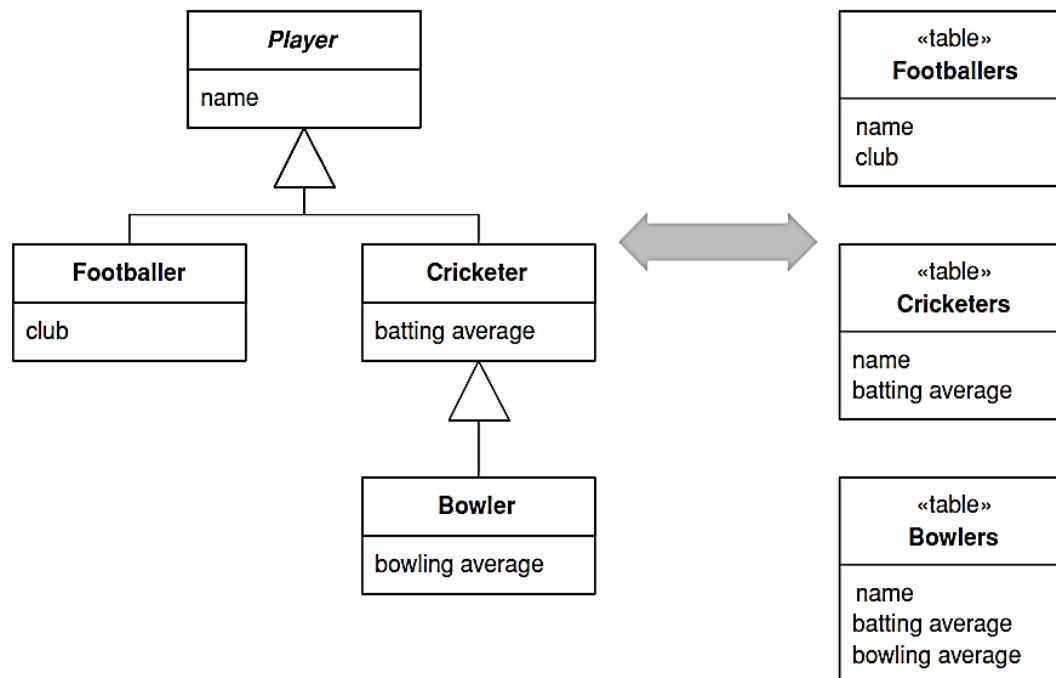 Player
name
Footballer
club
Cricketer
batting average
Bowler
bowling average
«table»
Footballers
name
club
«table»
Cricketers
name
batting average
«table»
Bowlers
name
batting average
bowling average